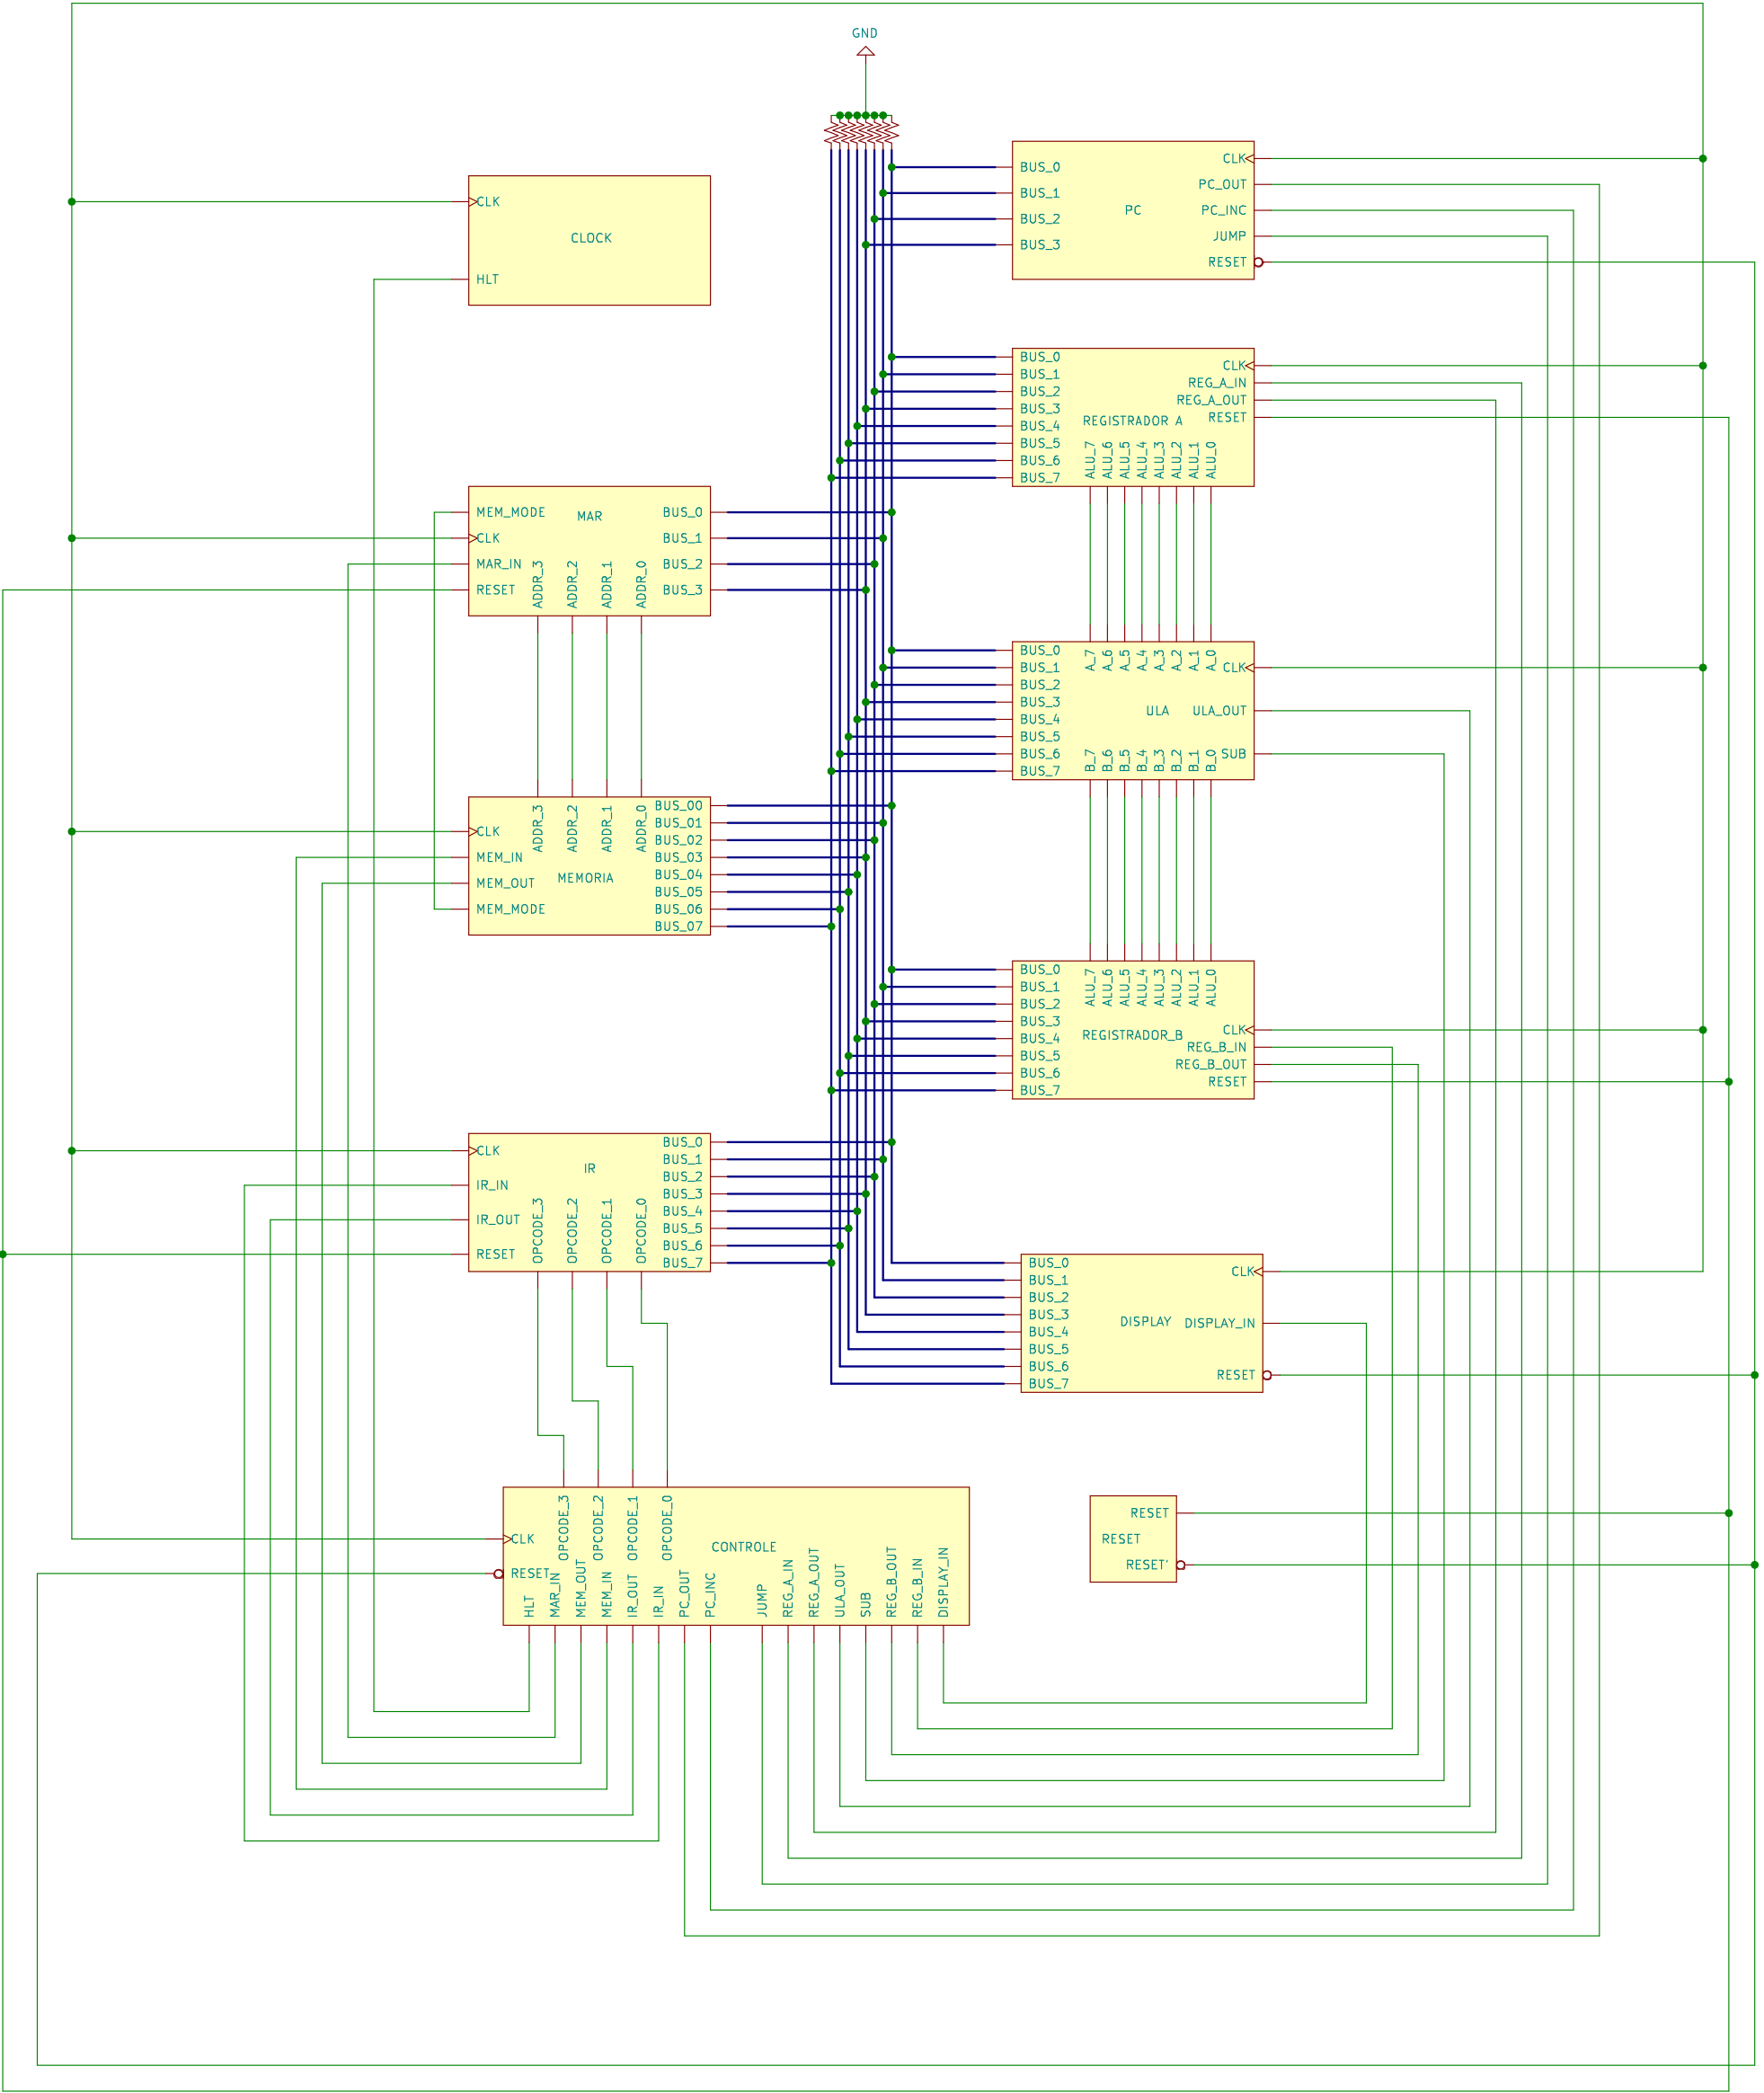 GND
CLK
CLOCK
HLT
BUS_0
BUS_1
BUS_2
BUS_3
PC
CLK
PC_OUT
PC_INC
JUMP
RESET
BUS_0
BUS_1
BUS_2
BUS_3
BUS_4
BUS_5
BUS_6
BUS_7
REGISTRADOR A
CLK
REG_A_IN
REG_A_OUT
RESET
ALU_7
ALU_6
ALU_5
ALU_4
ALU_3
ALU_2
ALU_1
ALU_0
MEM_MODE
CLK
MAR_IN
RESET
MAR
ADDR_3
ADDR_2
ADDR_1
ADDR_0
BUS_0
BUS_1
BUS_2
BUS_3
BUS_0
BUS_1
BUS_2
BUS_3
BUS_4
BUS_5
BUS_6
BUS_7
A_7
A_6
A_5
A_4
A_3
A_2
A_1
A_0
ULA
CLK
ULA_OUT
SUB
B_7
B_6
B_5
B_4
B_3
B_2
B_1
B_0
CLK
MEM_IN
MEM_OUT
MEM_MODE
ADDR_3
ADDR_2
ADDR_1
ADDR_0
MEMORIA
BUS_00
BUS_01
BUS_02
BUS_03
BUS_04
BUS_05
BUS_06
BUS_07
BUS_0
BUS_1
BUS_2
BUS_3
BUS_4
BUS_5
BUS_6
BUS_7
ALU_7
ALU_6
ALU_5
ALU_4
ALU_3
ALU_2
ALU_1
ALU_0
REGISTRADOR_B
CLK
REG_B_IN
REG_B_OUT
RESET
CLK
IR_IN
IR_OUT
RESET
IR
OPCODE_3
OPCODE_2
OPCODE_1
OPCODE_0
BUS_0
BUS_1
BUS_2
BUS_3
BUS_4
BUS_5
BUS_6
BUS_7
BUS_0
BUS_1
BUS_2
BUS_3
BUS_4
BUS_5
BUS_6
BUS_7
DISPLAY
CLK
DISPLAY_IN
RESET
CLK
RESET
OPCODE_3
OPCODE_2
OPCODE_1
OPCODE_0
CONTROLE
HLT
MAR_IN
MEM_OUT
MEM_IN
IR_OUT
IR_IN
PC_OUT
PC_INC
JUMP
REG_A_IN
REG_A_OUT
ULA_OUT
SUB
REG_B_OUT
REG_B_IN
DISPLAY_IN
RESET
RESET
RESET'